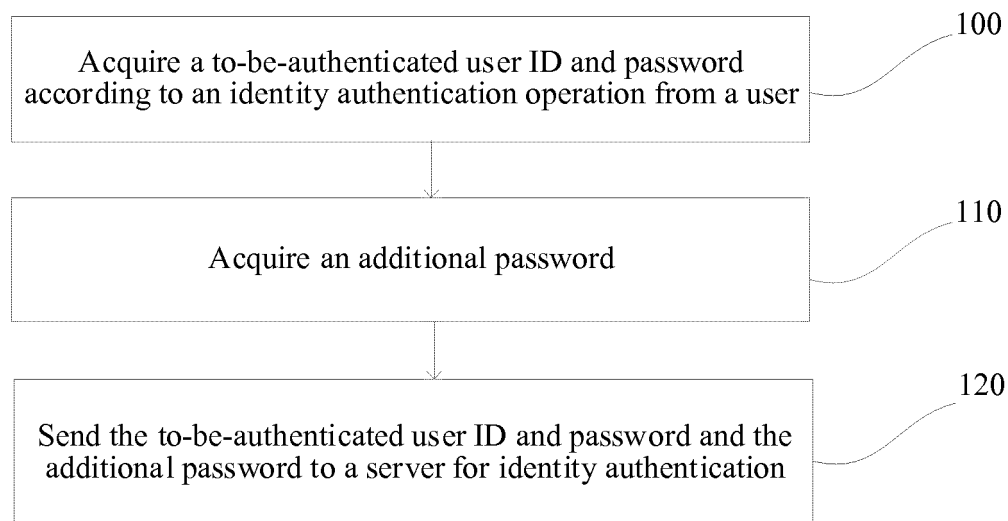 100
Acquire a to-be-authenticated user ID and password
according to an identity authentication operation from a user
110
Acquire an additional password
120
Send the to-be-authenticated user ID and password and the
additional password to a server for identity authentication